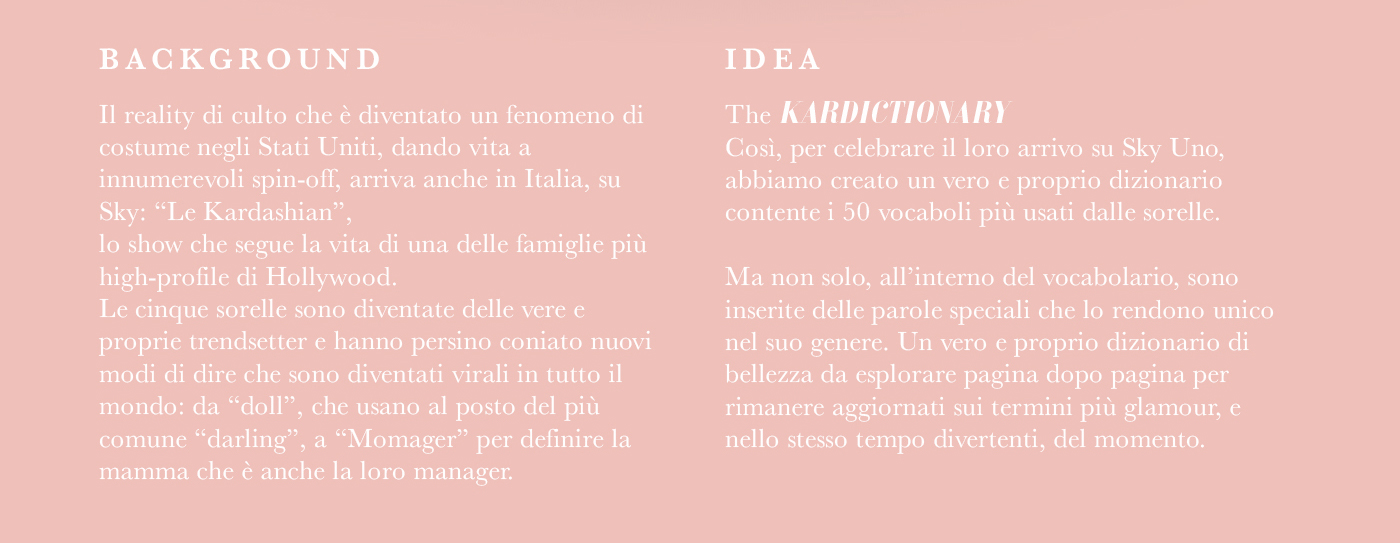 BACKGROUND
Il reality di culto che è diventato un fenomeno di
costume negli Stati Uniti, dando vita a
innumerevoli spin-off, arriva anche in Italia, su
Sky: “Le Kardashian”,
lo show che segue la vita di una delle famiglie più
high-profile di Hollywood.
Le cinque sorelle sono diventate delle vere e
proprie trendsetter e hanno persino coniato nuovi
modi di dire che sono diventati virali in tutto il
mondo: da “doll”, che usano al posto del più
comune “darling”, a “Momager” per definire la
mamma che è anche la loro manager.
IDEA
The KARDICTIONARY
Così, per celebrare il loro arrivo su Sky Uno,
abbiamo creato un vero e proprio dizionario
contente i 50 vocaboli più usati dalle sorelle.
Ma non solo, all’interno del vocabolario, sono
inserite delle parole speciali che lo rendono unico
nel suo genere. Un vero e proprio dizionario di
bellezza da esplorare pagina dopo pagina per
rimanere aggiornati sui termini più glamour, e
nello stesso tempo divertenti, del momento.